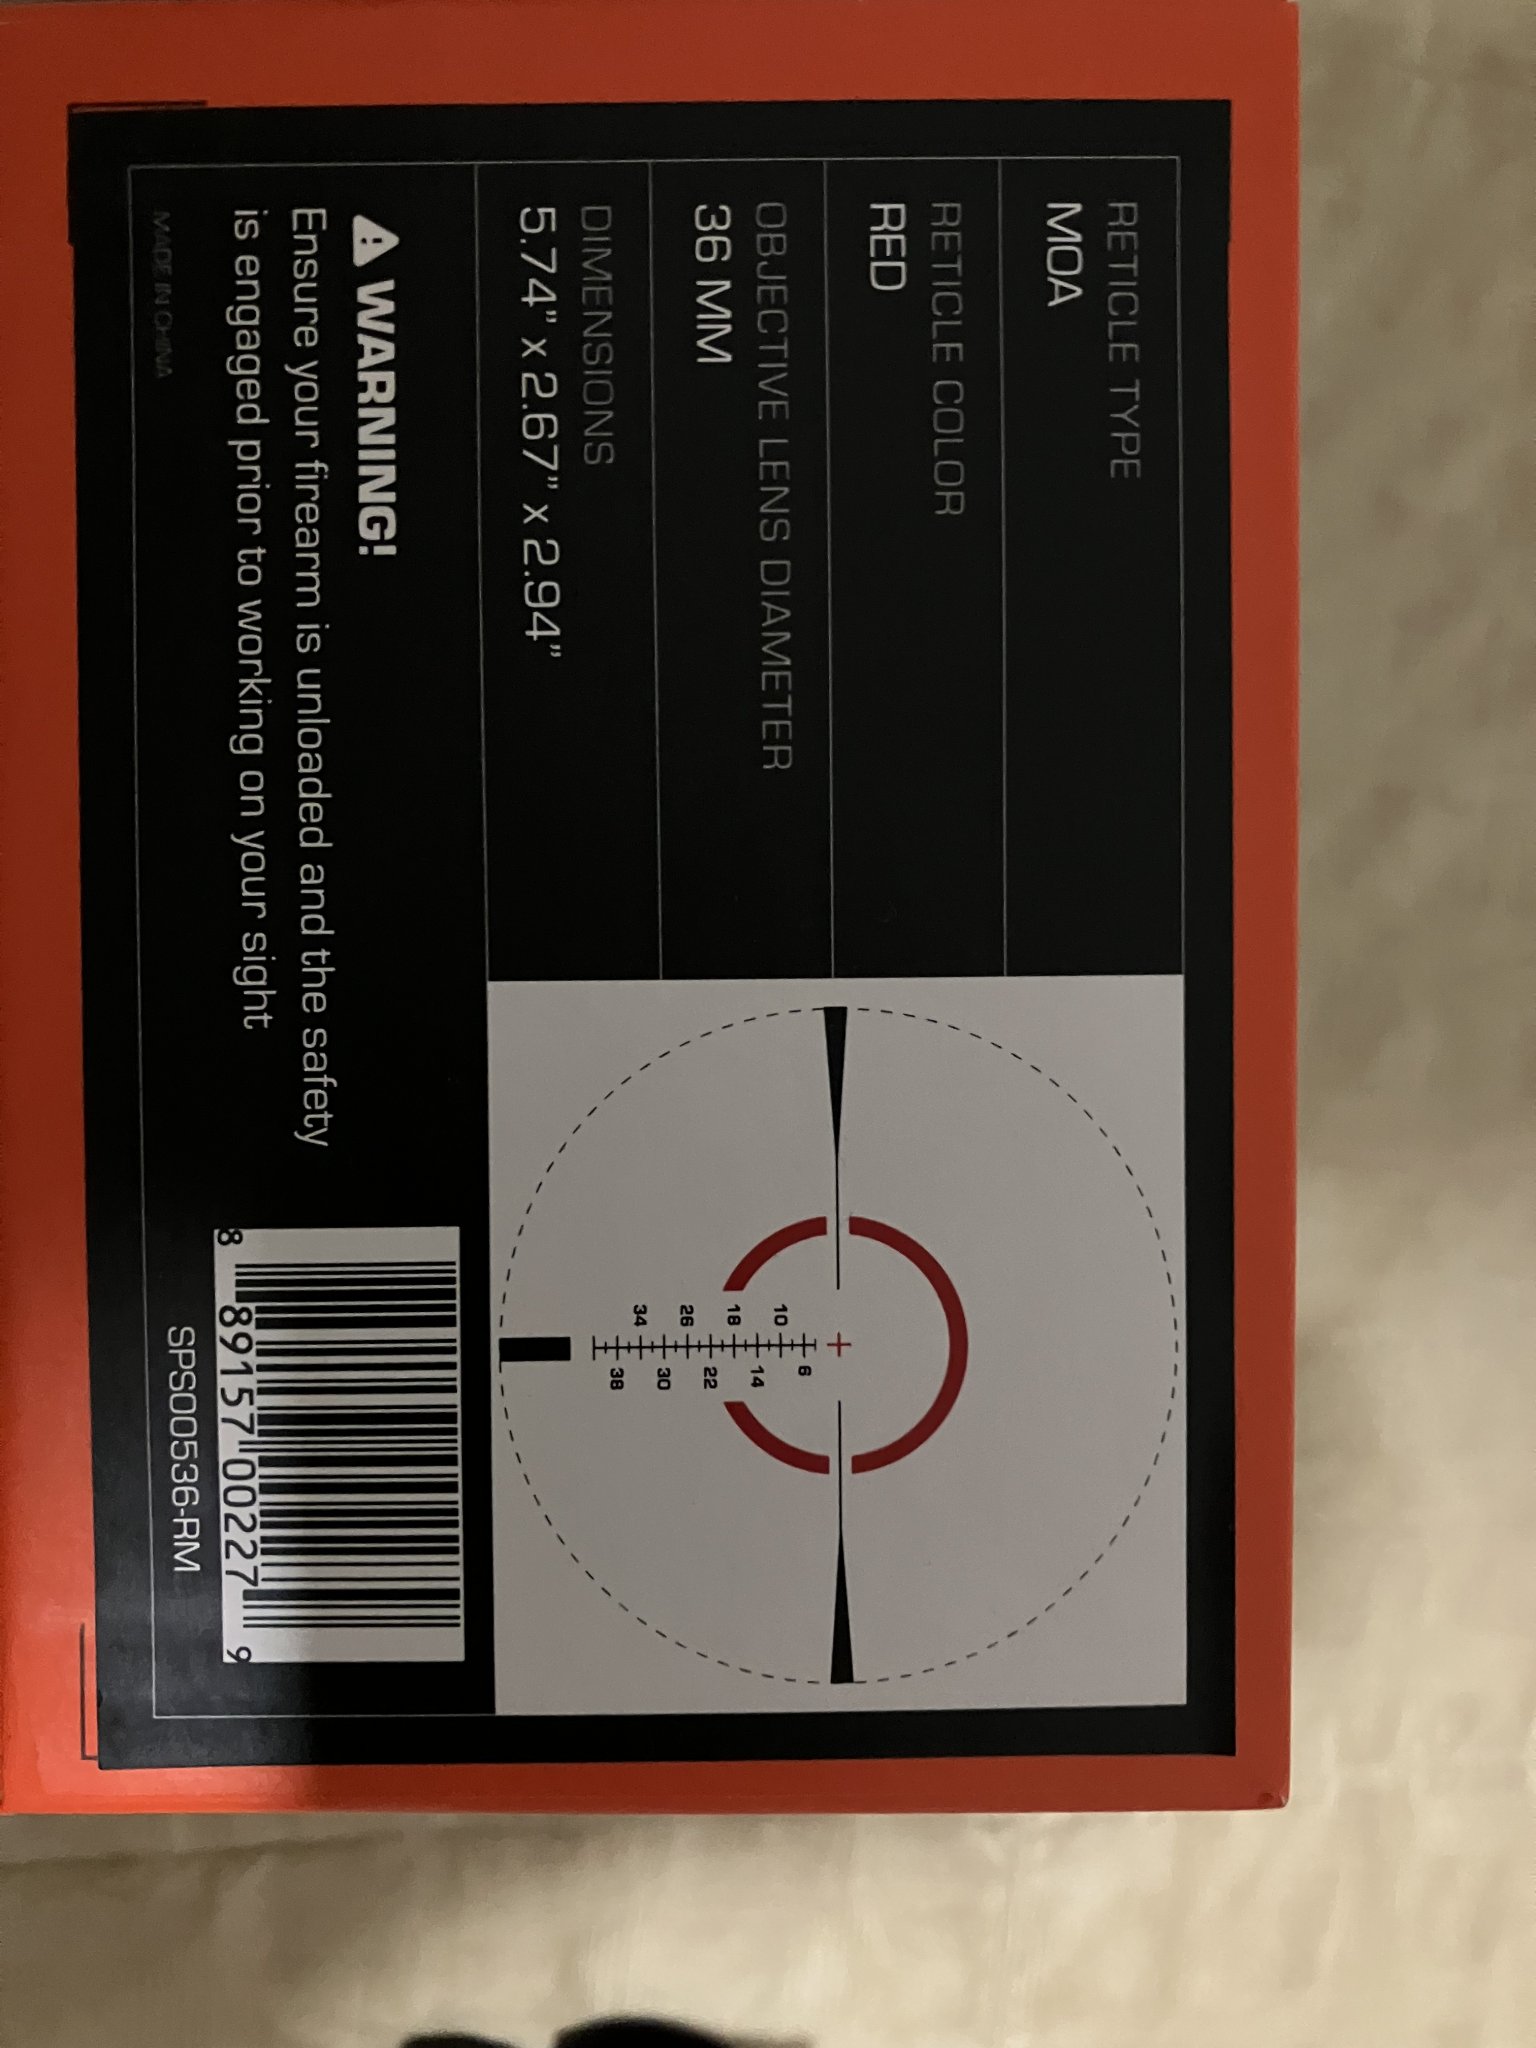 RETICLE TYPE
MOA
RETICLE COLOR
RED
OBJECTIVE LENS DIAMETER
36 MM
DIMENSIONS
5.74" x 2.67" x 2.94"
6
10
14
18
22
26
30
34
38
WARNING!
Ensure your firearm is unloaded and the safety
is engaged prior to working on your sight
MADE IN CHINA
8 89157 00227 9
SPS00536-RM